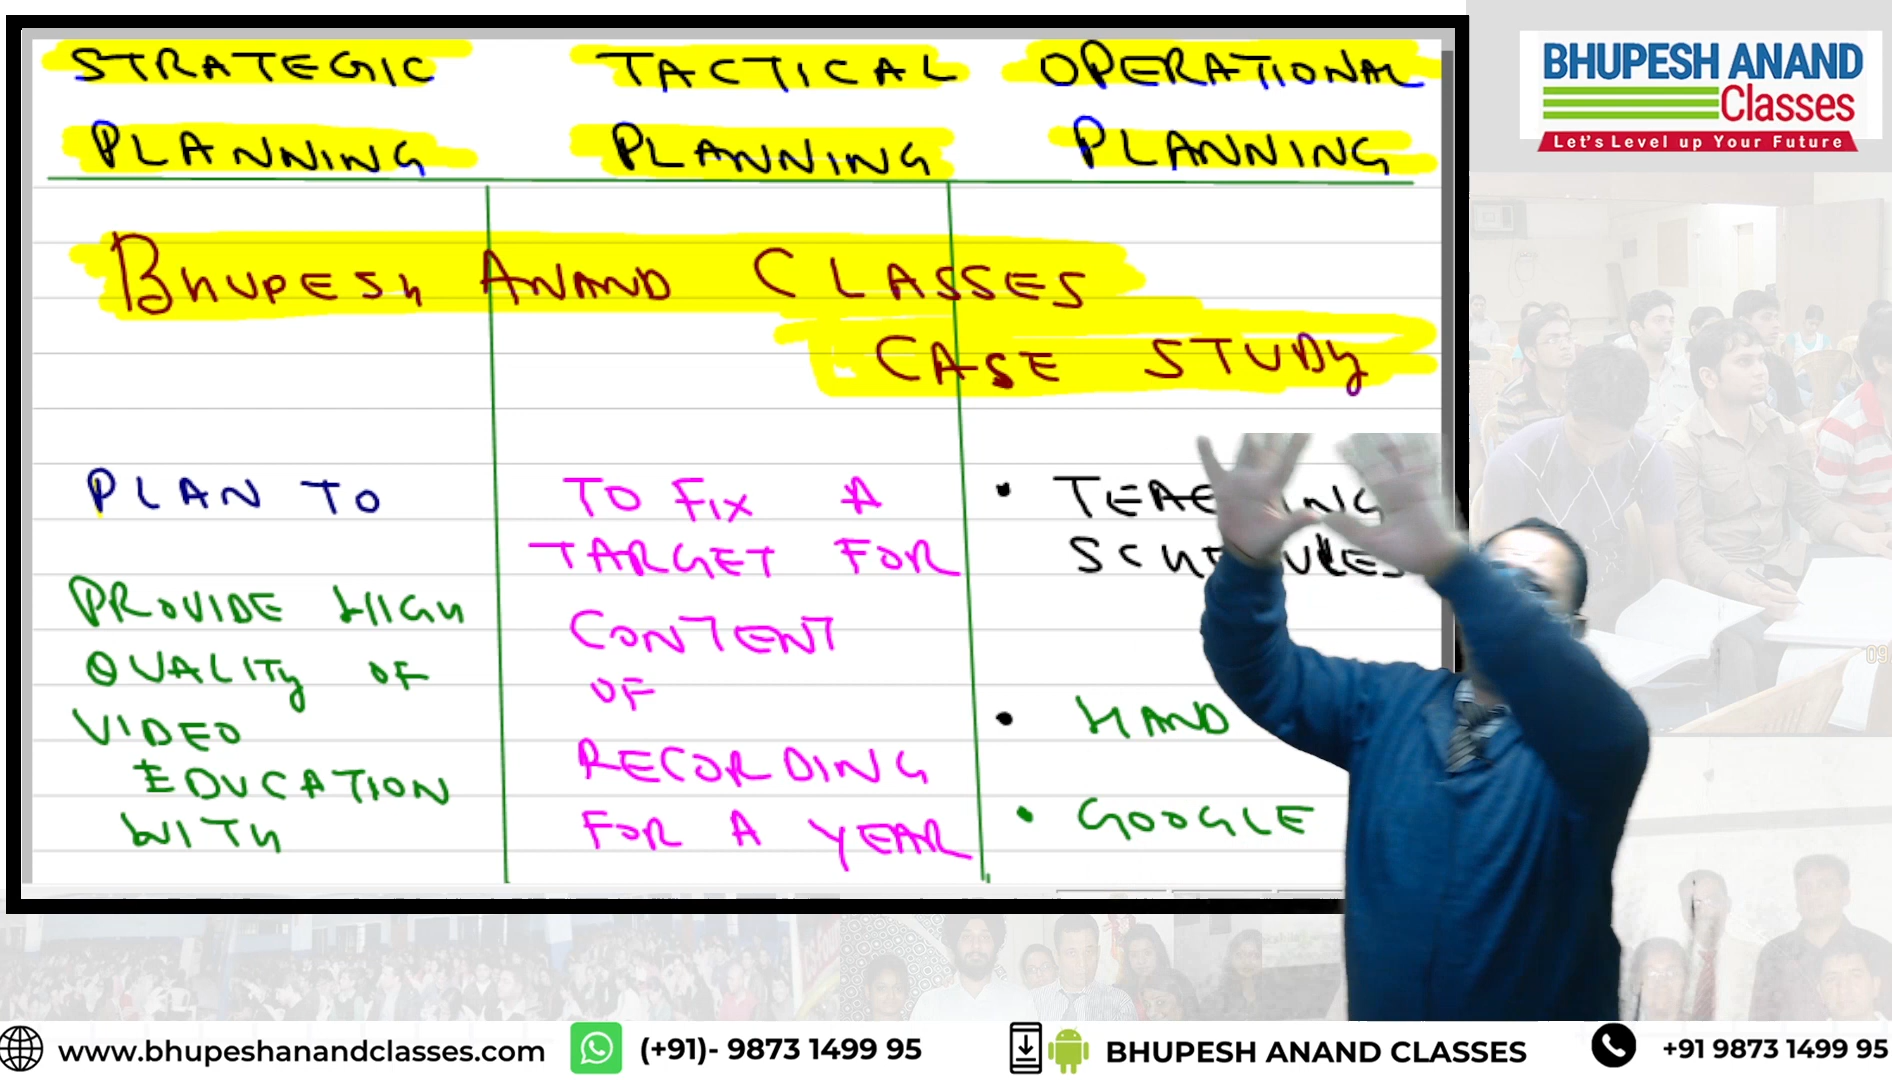 STRATEGIC PLANNING
TACTICAL PLANNING
OPERATIONAL PLANNING
BHUPESH ANAND CLASSES
CASE STUDY
PLAN TO
PROVIDE HIGH
QUALITY OF
VIDEO
EDUCATION
WITH
TO FIX A
TARGET FOR
CONTENT
OF
RECORDING
FOR A YEAR
• 
• HAND
• GOOGLE
BHUPESH ANAND
Classes
Let's Level up Your Future
09
www.bhupeshanandclasses.com
(+91)- 9873 1499 95
BHUPESH ANAND CLASSES
+91 9873 1499 95